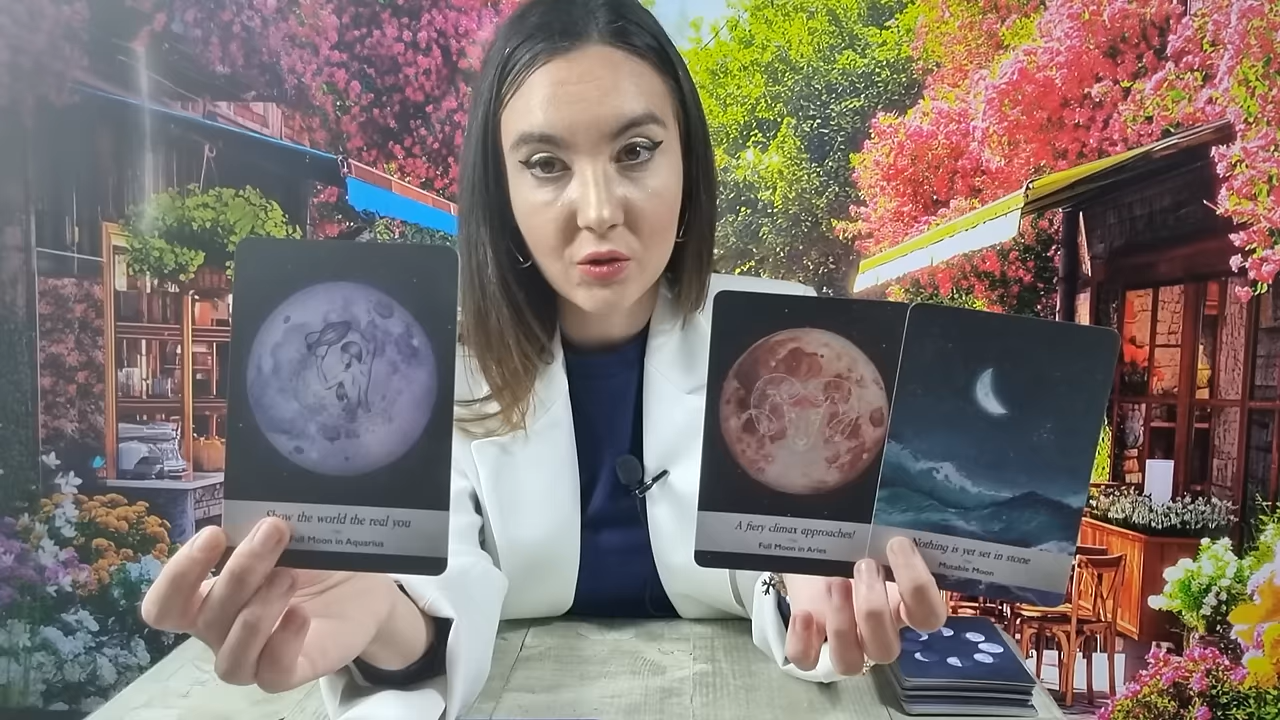 Show the world the real you
Full Moon in Aquarius
A fiery climax approaches!
Full Moon in Aries
Nothing is yet set in stone
Mutable Moon